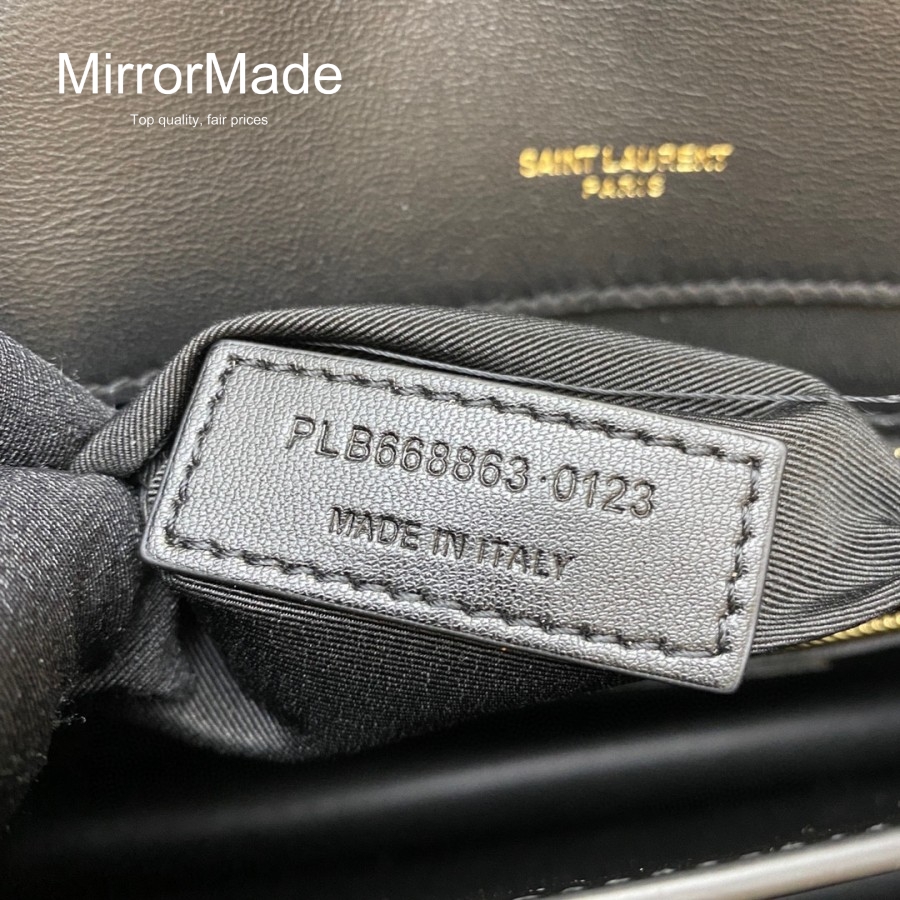 MirrorMade
Top quality, fair prices
SAINT LAURENT
PARIS
PLB668863·0123
MADE IN ITALY